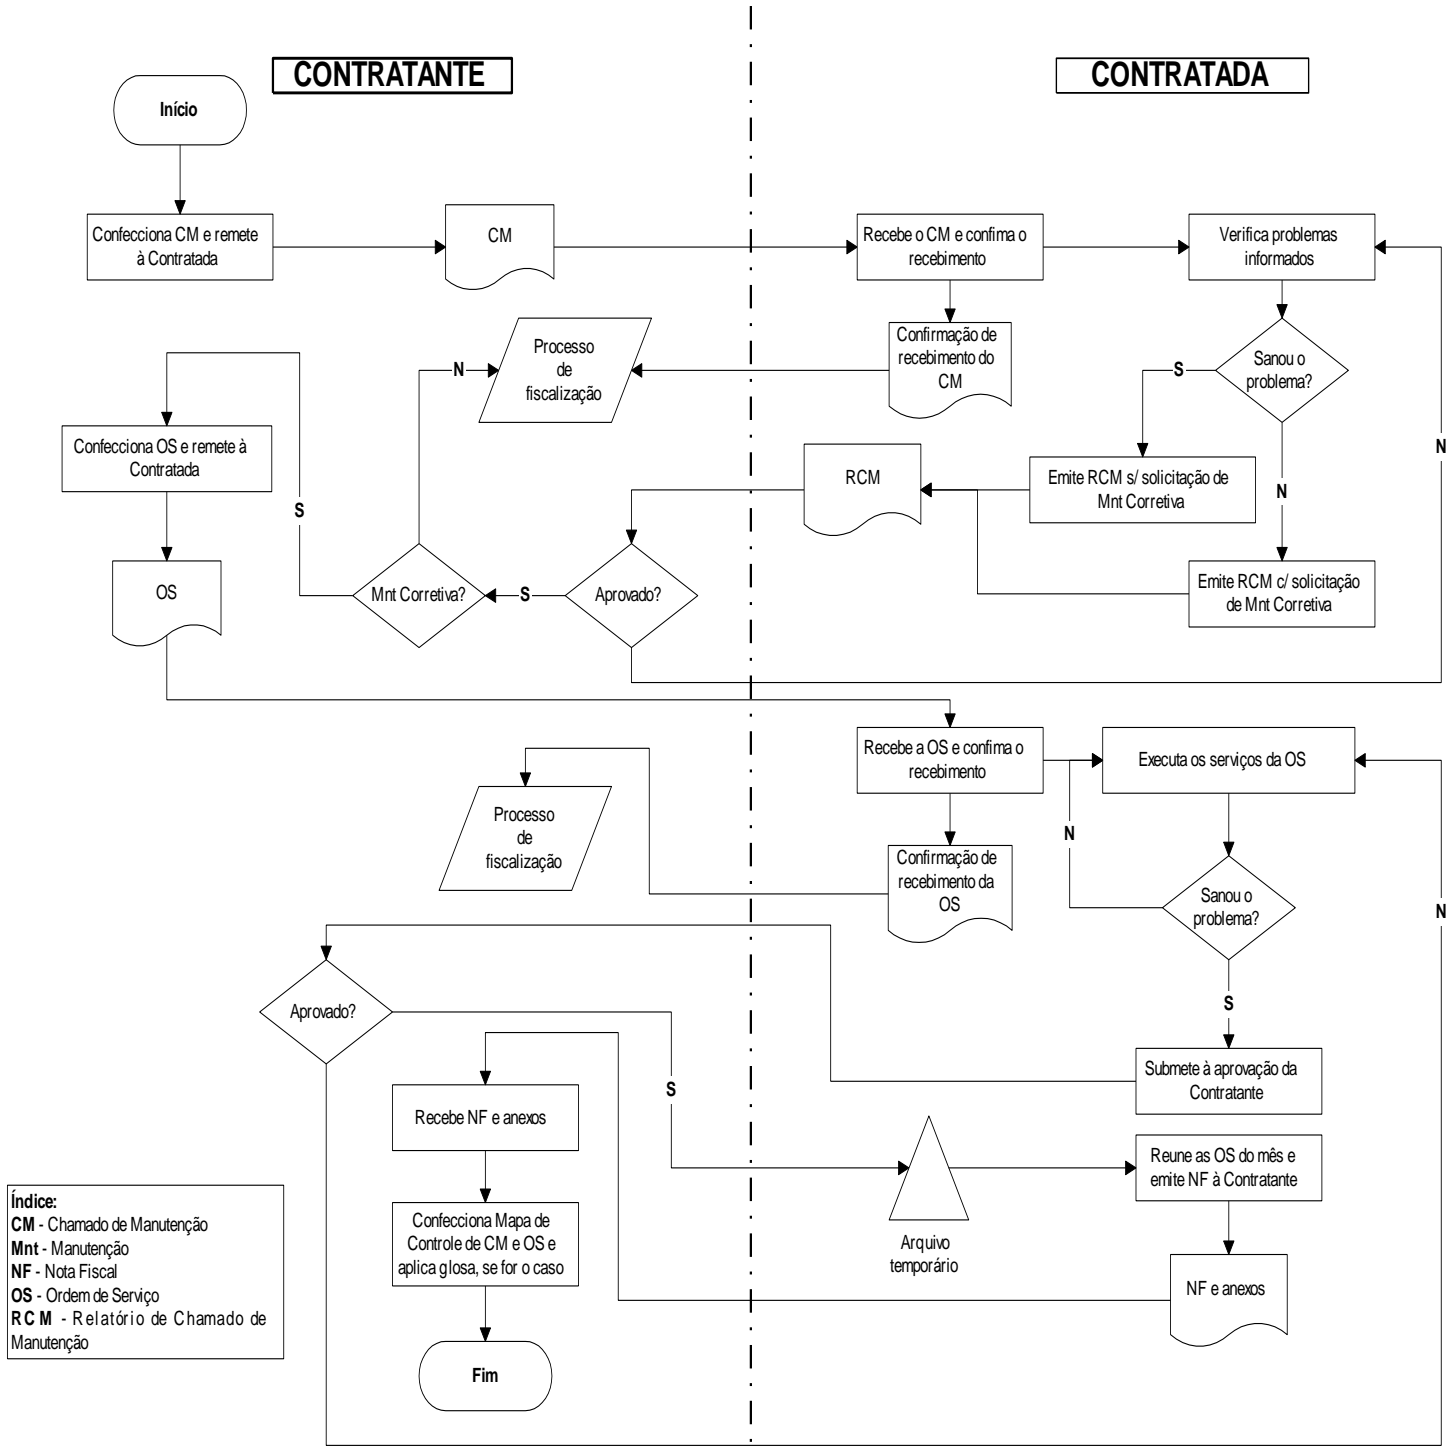 CONTRATANTE
CONTRATADA
Início
Confecciona CM e remete
à Contratada
CM
Recebe o CM e confima o
recebimento
Verifica problemas
informados
Processo
de
fiscalização
Confirmação de
recebimento do
CM
Sanou o
problema?
N
S
N
N
Confecciona OS e remete à
Contratada
RCM
Emite RCM s/ solicitação de
Mnt Corretiva
S
OS
Mnt Corretiva?
S
Aprovado?
Emite RCM c/ solicitação
de Mnt Corretiva
Recebe a OS e confima o
recebimento
Executa os serviços da OS
Processo
de
fiscalização
N
Confirmação de
recebimento da
OS
Sanou o
problema?
N
Aprovado?
S
S
Submete à aprovação da
Contratante
Recebe NF e anexos
Reune as OS do mês e
emite NF à Contratante
Arquivo
temporário
Confecciona Mapa de
Controle de CM e OS e
aplica glosa, se for o caso
NF e anexos
Fim
Índice:
CM - Chamado de Manutenção
Mnt - Manutenção
NF - Nota Fiscal
OS - Ordem de Serviço
RCM - Relatório de Chamado de
Manutenção